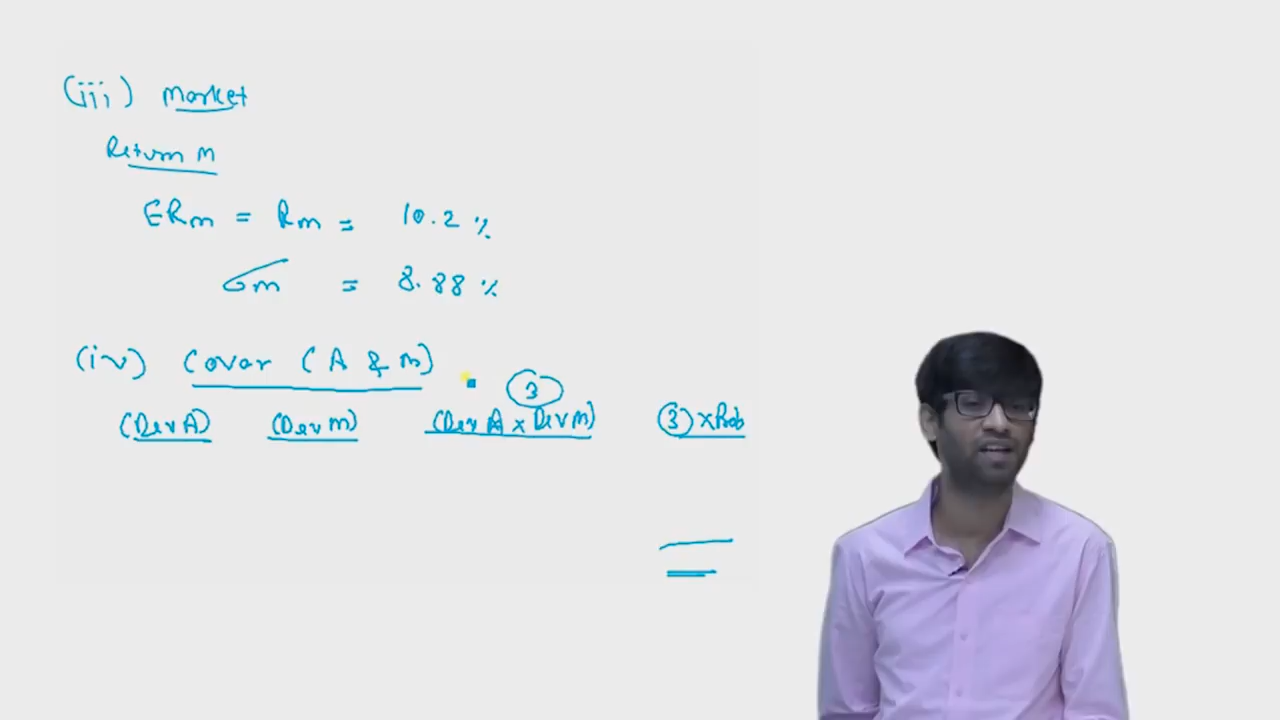 (iii) Market
Return M
ERm = Rm = 10.2 %
σm = 8.88 %
(iv) Covar (A & M)
3
(Dev A) (Dev M) (Dev A x Dev M) 3 x Prob